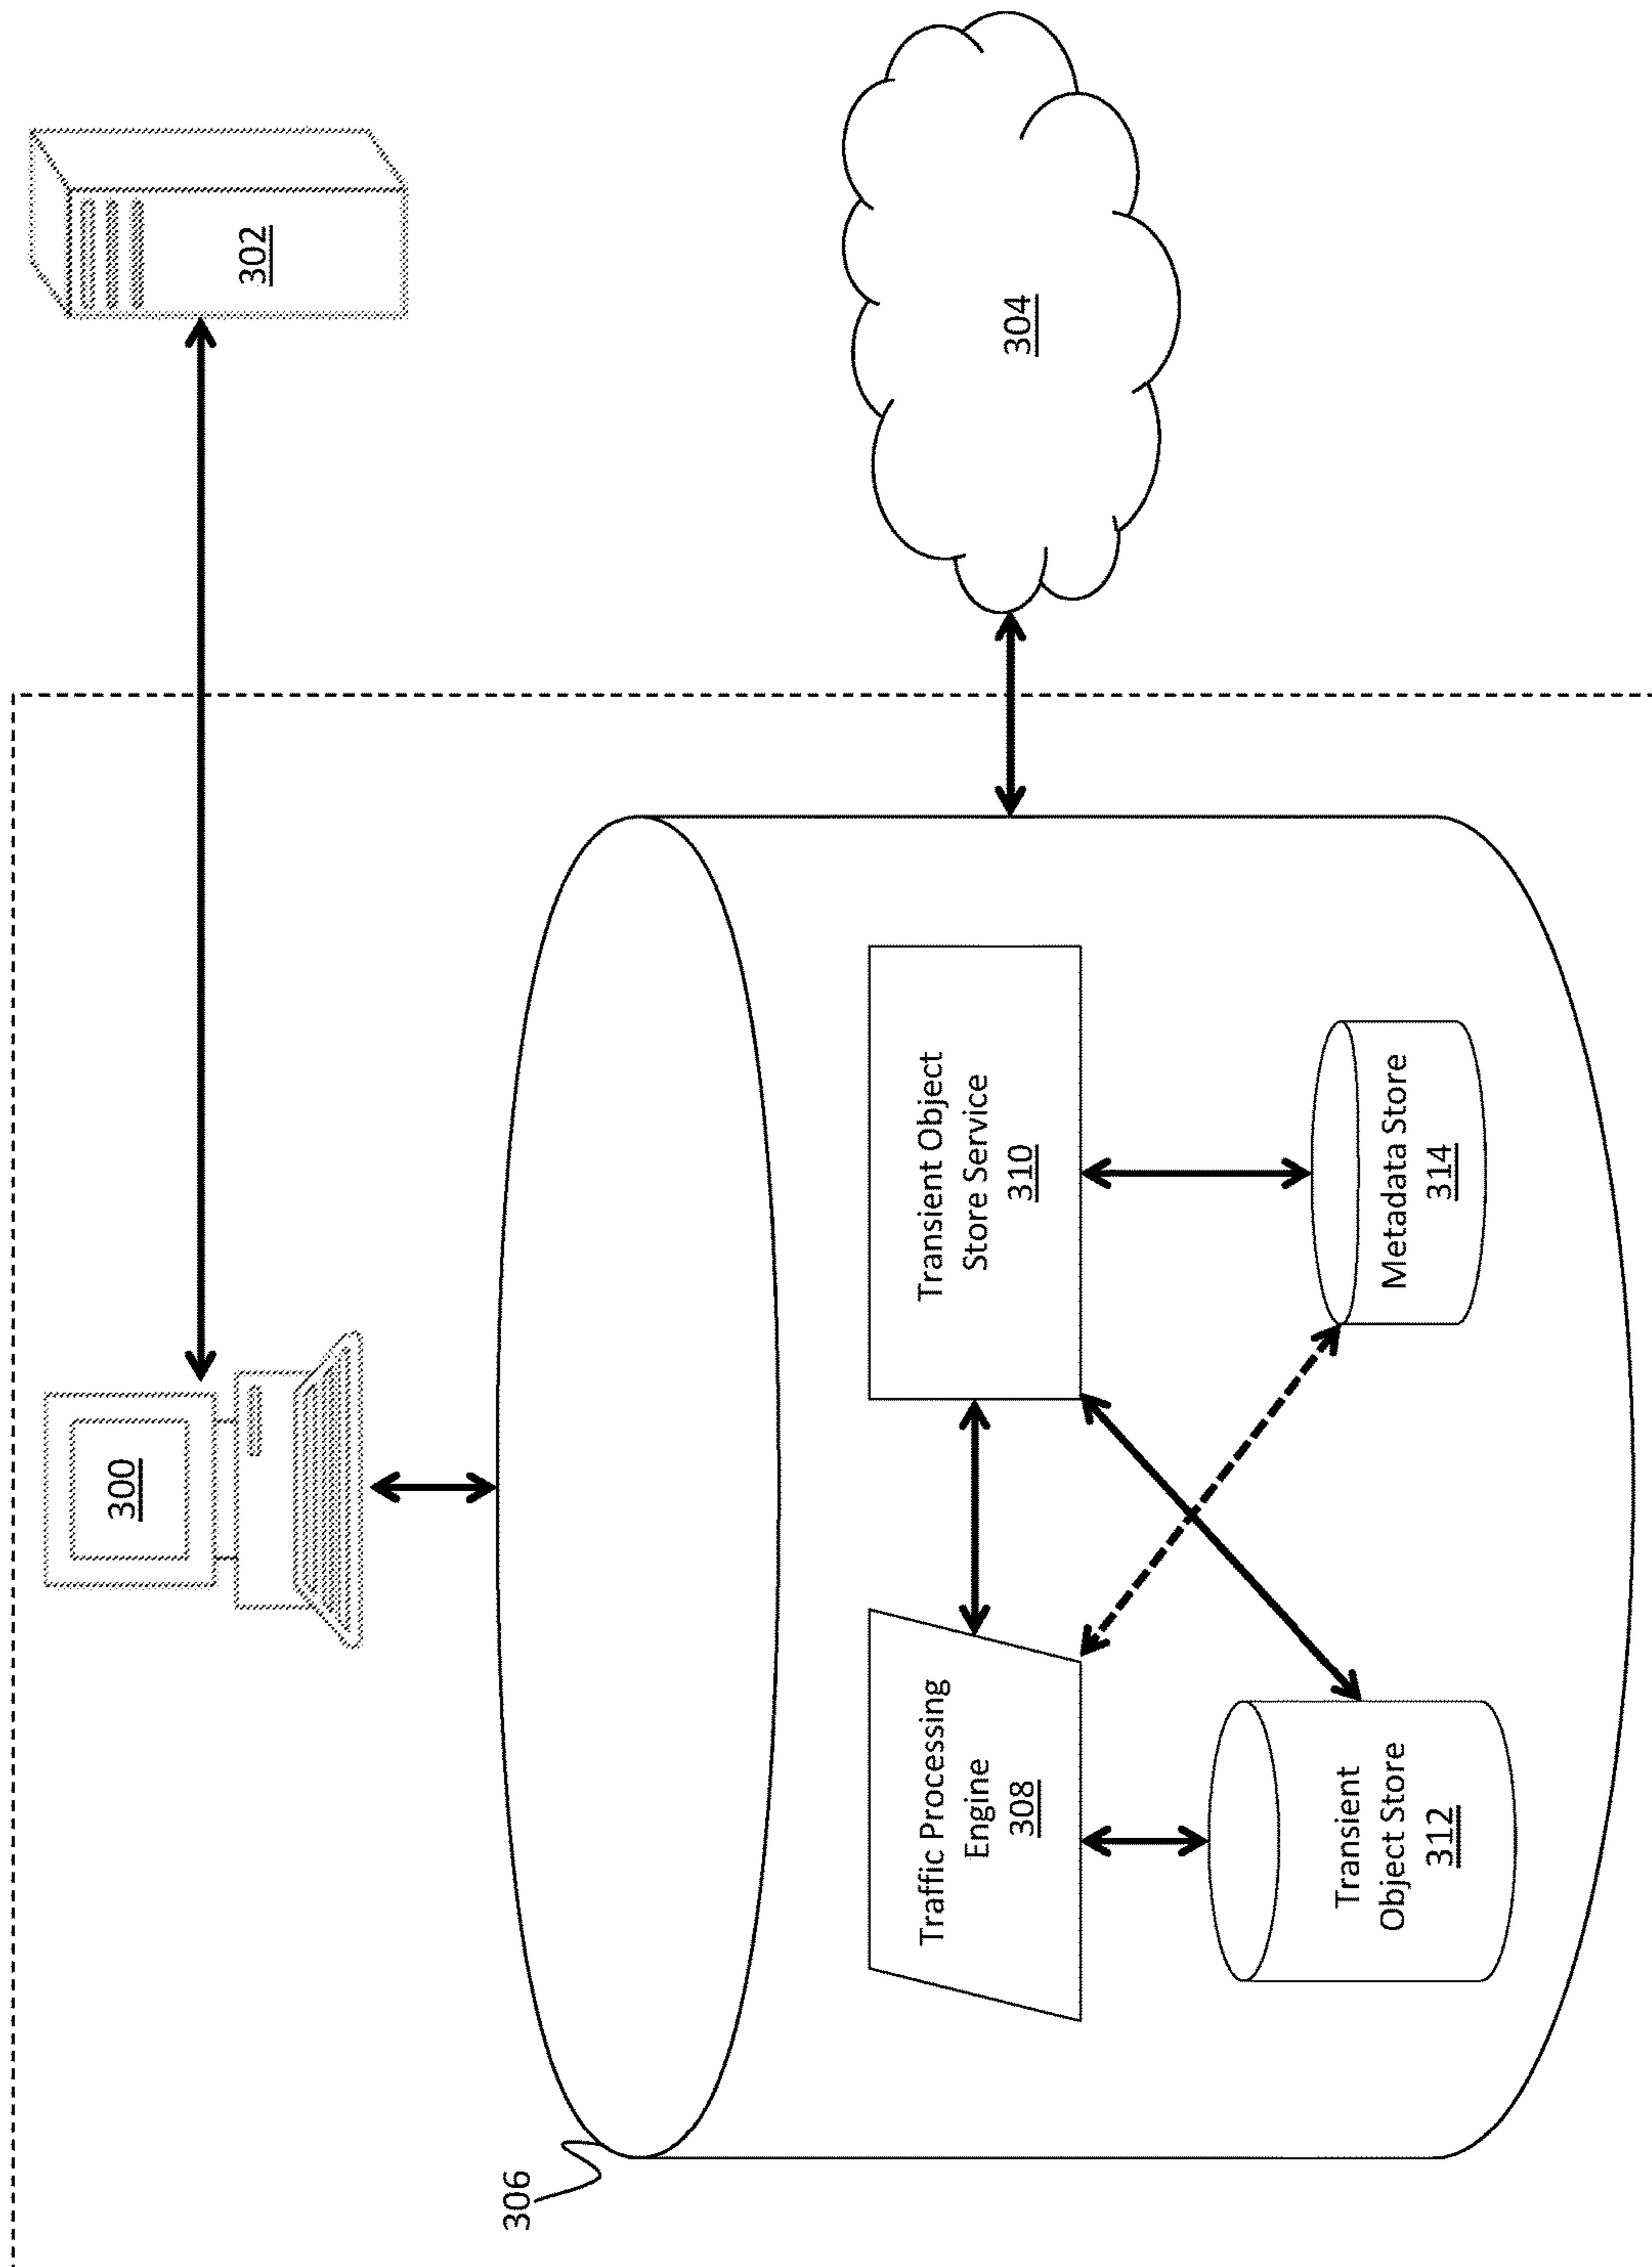 300
302
306
304
Traffic Processing
Engine
308
Transient Object
Store Service
310
Transient
Object Store
312
Metadata Store
314